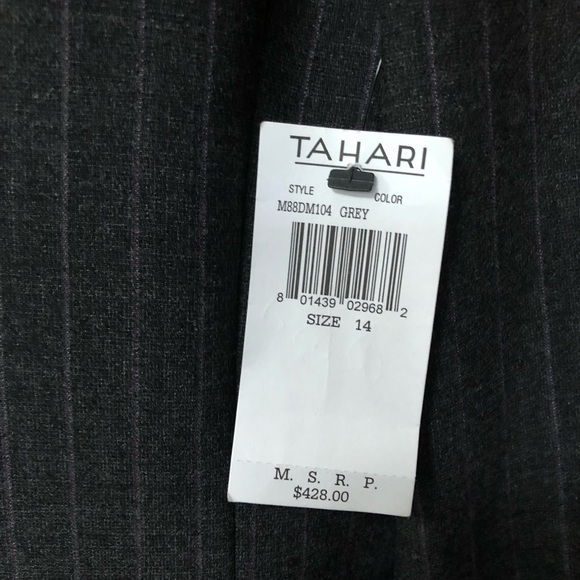 TAHARI
STYLE COLOR
M88DM104 GREY
8 01439 02968 2
SIZE 14
M. S. R. P.
$428.00